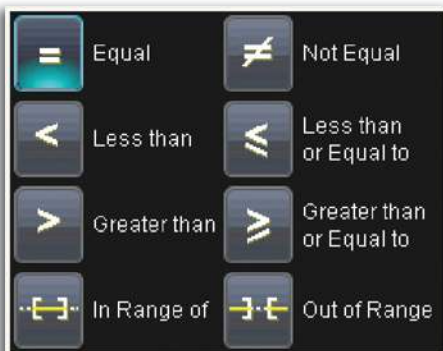 = Equal
≠ Not Equal
< Less than
≤ Less than
or Equal to
> Greater than
≥ Greater than
or Equal to
In Range of
Out of Range